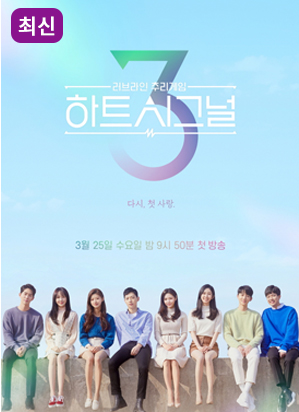 최신
3
러브라인 추리게임
하트시그널
다시, 첫 사랑.
3월 25일 수요일 밤 9시 50분 첫 방송